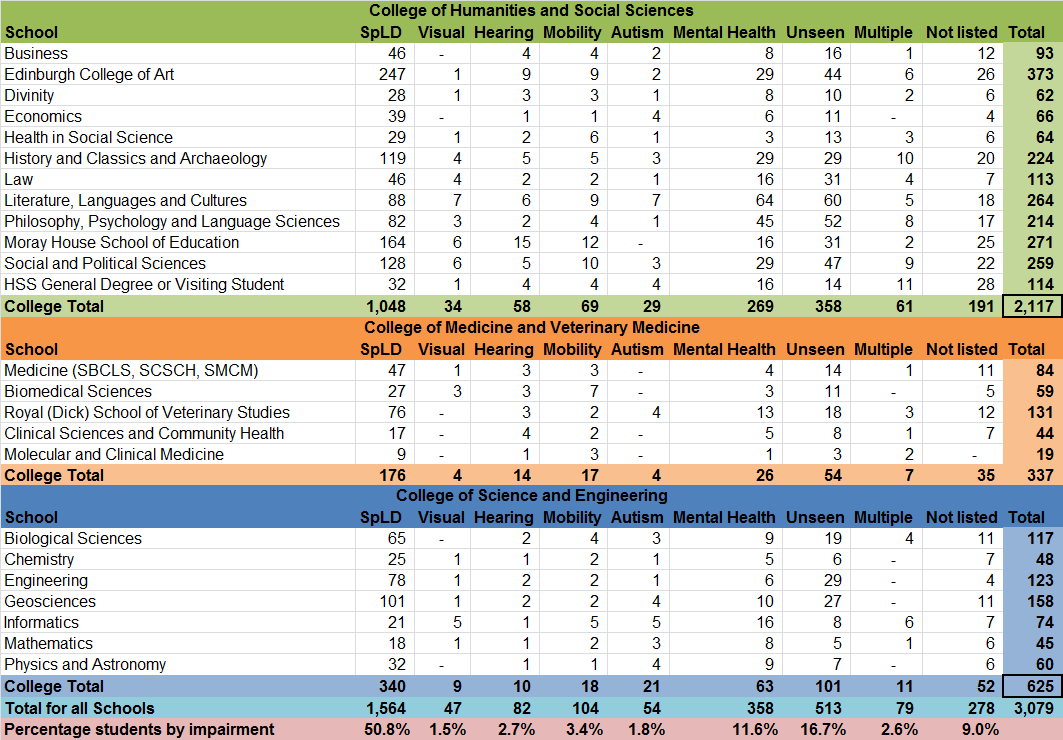 College of Humanities and Social Sciences
School SpLD Visual Hearing Mobility Autism Mental Health Unseen Multiple Not listed Total
Business 46 - 4 4 2 8 16 1 12 93
Edinburgh College of Art 247 1 9 9 2 29 44 6 26 373
Divinity 28 1 3 3 1 8 10 2 6 62
Economics 39 - 1 1 4 6 11 - 4 66
Health in Social Science 29 1 2 6 1 3 13 3 6 64
History and Classics and Archaeology 119 4 5 5 3 29 29 10 20 224
Law 46 4 2 2 1 16 31 4 7 113
Literature, Languages and Cultures 88 7 6 9 7 64 60 5 18 264
Philosophy, Psychology and Language Sciences 82 3 2 4 1 45 52 8 17 214
Moray House School of Education 164 6 15 12 - 16 31 2 25 271
Social and Political Sciences 128 6 5 10 3 29 47 9 22 259
HSS General Degree or Visiting Student 32 1 4 4 4 16 14 11 28 114
College Total 1,048 34 58 69 29 269 358 61 191 2,117
College of Medicine and Veterinary Medicine
School SpLD Visual Hearing Mobility Autism Mental Health Unseen Multiple Not listed Total
Medicine (SBCLS, SCSCH, SMCM) 47 1 3 3 - 4 14 1 11 84
Biomedical Sciences 27 3 3 7 - 3 11 - 5 59
Royal (Dick) School of Veterinary Studies 76 - 3 2 4 13 18 3 12 131
Clinical Sciences and Community Health 17 - 4 2 - 5 8 1 7 44
Molecular and Clinical Medicine 9 - 1 3 - 1 3 2 - 19
College Total 176 4 14 17 4 26 54 7 35 337
College of Science and Engineering
School SpLD Visual Hearing Mobility Autism Mental Health Unseen Multiple Not listed Total
Biological Sciences 65 - 2 4 3 9 19 4 11 117
Chemistry 25 1 1 2 1 5 6 - 7 48
Engineering 78 1 2 2 1 6 29 - 4 123
Geosciences 101 1 2 2 4 10 27 - 11 158
Informatics 21 5 1 5 5 16 8 6 7 74
Mathematics 18 1 1 2 3 8 5 1 6 45
Physics and Astronomy 32 - 1 1 4 9 7 - 6 60
College Total 340 9 10 18 21 63 101 11 52 625
Total for all Schools 1,564 47 82 104 54 358 513 79 278 3,079
Percentage students by impairment 50.8% 1.5% 2.7% 3.4% 1.8% 11.6% 16.7% 2.6% 9.0%